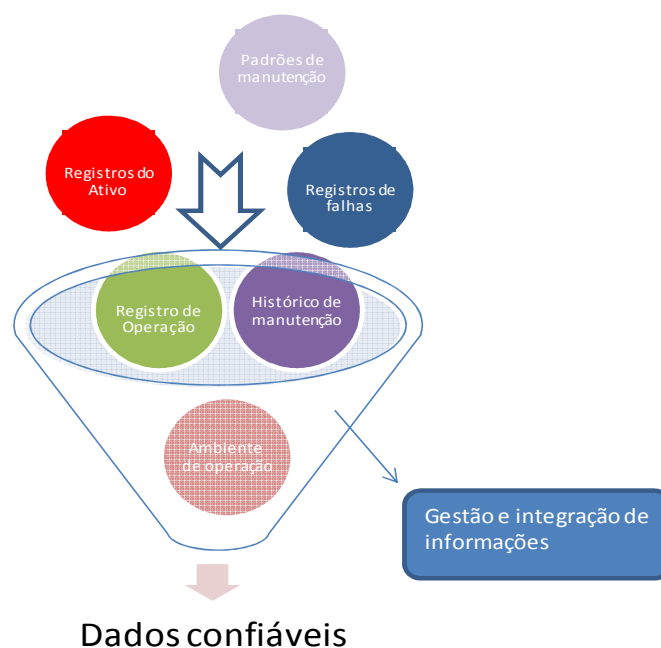 Padrões de
manutenção
Registros do
Ativo
Registros de
falhas
Registro de
Operação
Histórico de
manutenção
Ambiente
de operação
Gestão e integração de
informações
Dados confiáveis